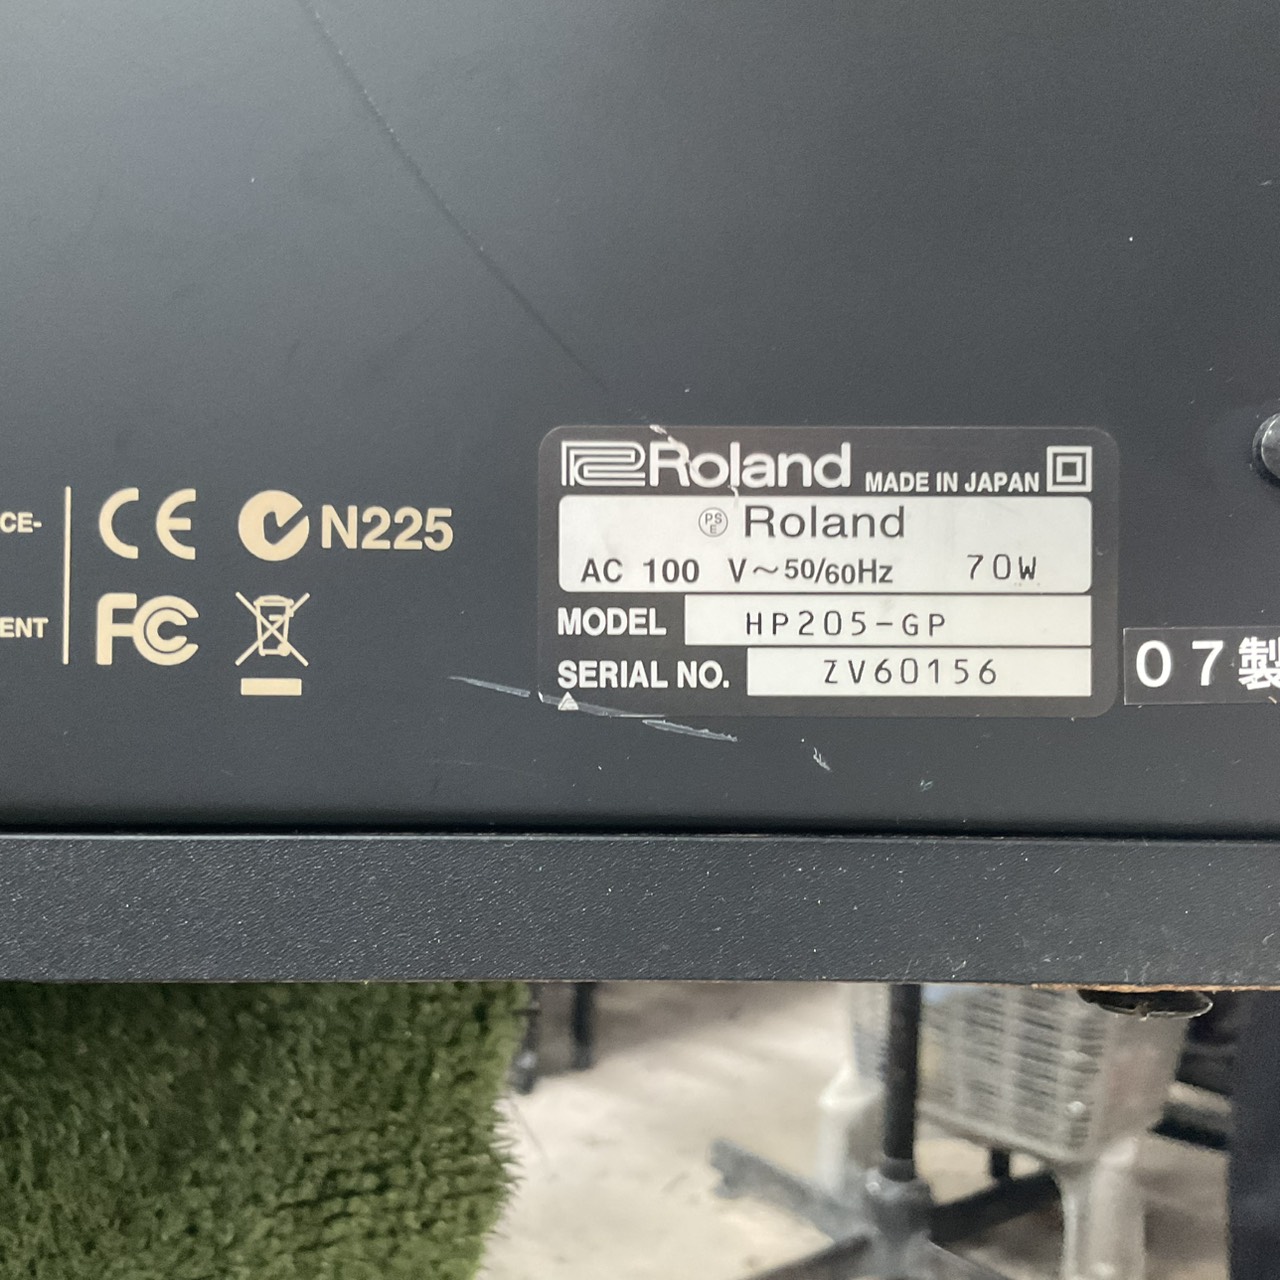 CE-
ENT
CE N225
FC
Roland MADE IN JAPAN
PSE Roland
AC 100 V～50/60Hz 70W
MODEL HP205-GP
SERIAL NO. ZV60156
07製